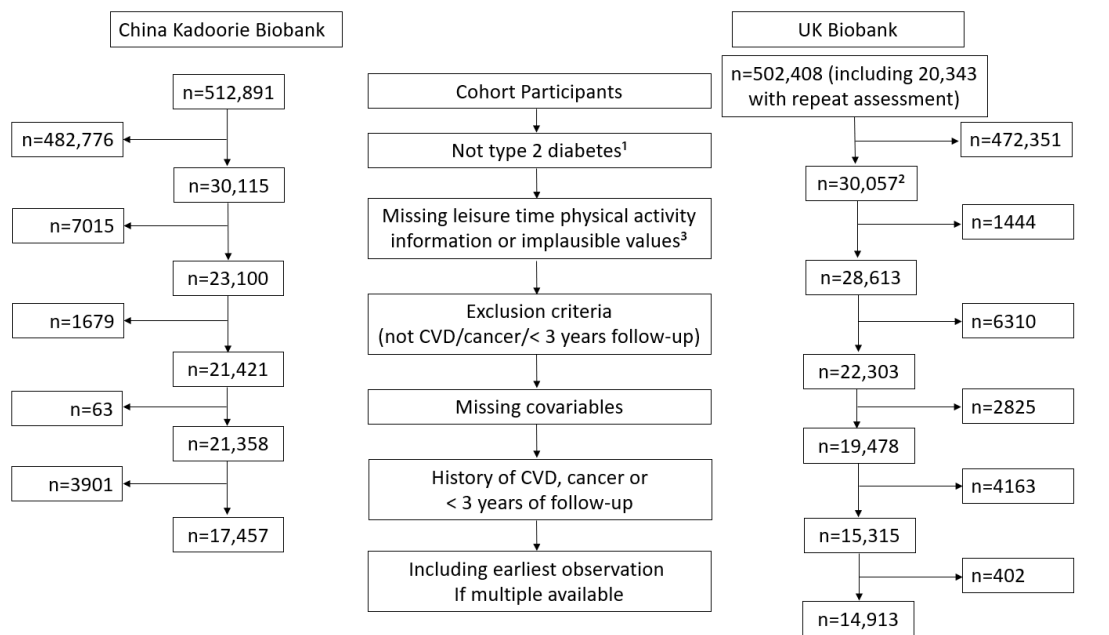 China Kadoorie Biobank
UK Biobank
n=512,891
Cohort Participants
n=502,408 (including 20,343
with repeat assessment)
n=482,776
Not type 2 diabetes¹
n=472,351
n=30,115
n=30,057²
n=7015
Missing leisure time physical activity
information or implausible values³
n=1444
n=23,100
n=28,613
n=1679
Exclusion criteria
(not CVD/cancer/< 3 years follow-up)
n=6310
n=21,421
n=22,303
n=63
Missing covariables
n=2825
n=21,358
n=19,478
n=3901
History of CVD, cancer or
< 3 years of follow-up
n=4163
n=17,457
n=15,315
Including earliest observation
If multiple available
n=402
n=14,913